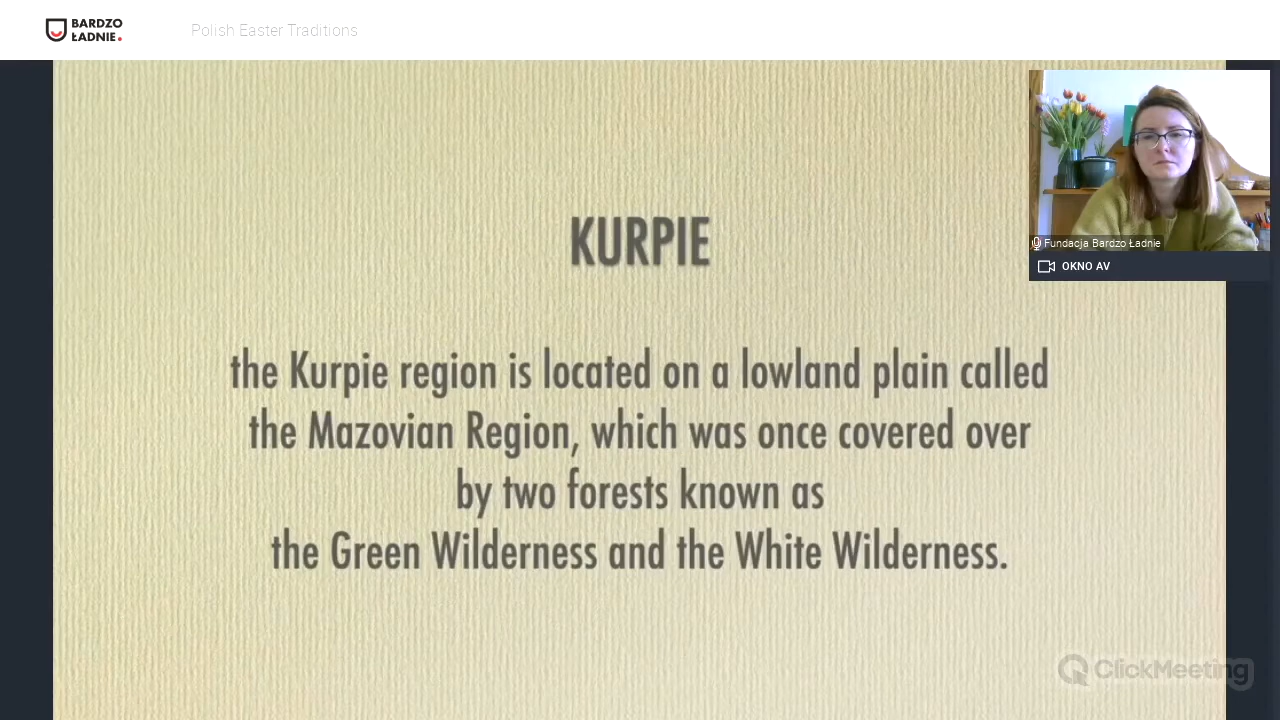 BARDZO
ŁADNIE.
Polish Easter Traditions
KURPIE
the Kurpie region is located on a lowland plain called
the Mazovian Region, which was once covered over
by two forests known as
the Green Wilderness and the White Wilderness.
Fundacja Bardzo Ładnie
OKNO AV
ClickMeeting